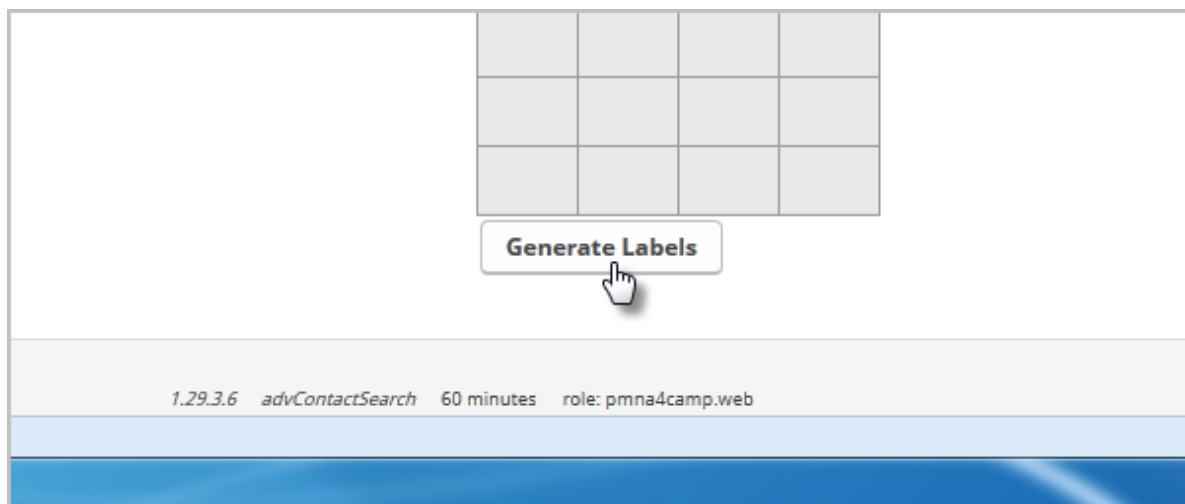 Generate Labels
1.29.3.6 advContactSearch 60 minutes role: pmna4camp.web